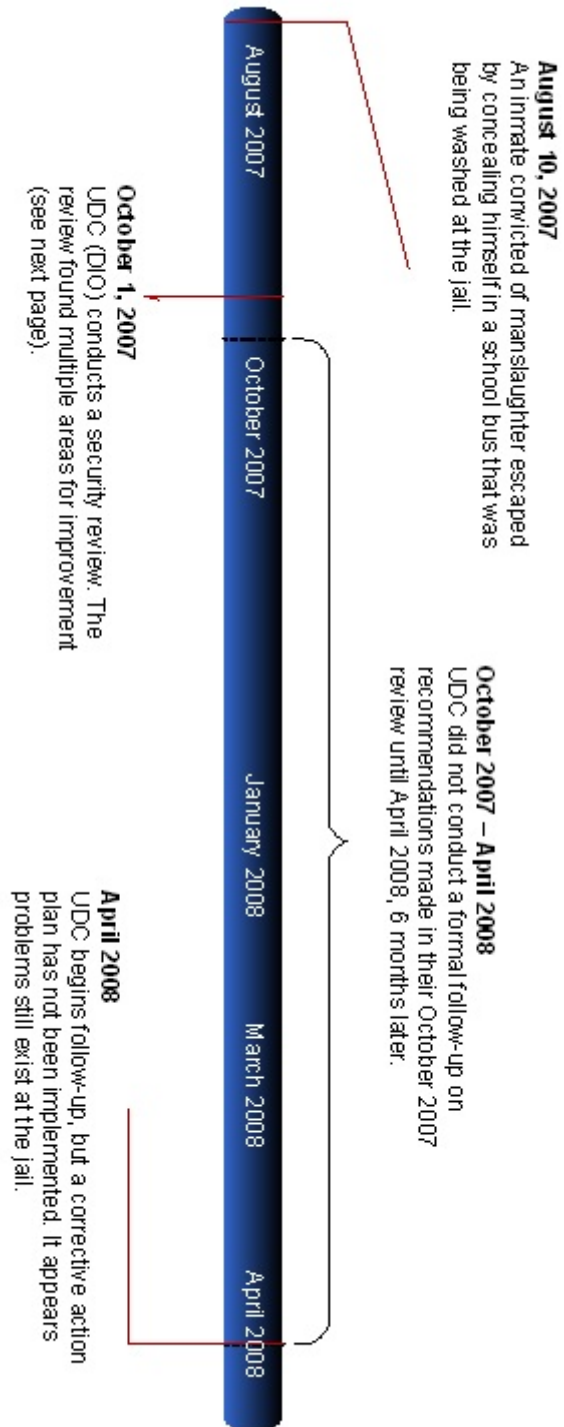 August 10, 2007
An inmate convicted of manslaughter escaped
by concealing himself in a school bus that was
being washed at the jail.
October 2007 – April 2008
UDC did not conduct a formal follow-up on
recommendations made in their October 2007
review until April 2008, 6 months later.
August 2007
October 2007
January 2008
March 2008
April 2008
October 1, 2007
UDC (DIO) conducts a security review. The
review found multiple areas for improvement
(see next page).
April 2008
UDC begins follow-up, but a corrective action
plan has not been implemented. It appears
problems still exist at the jail.